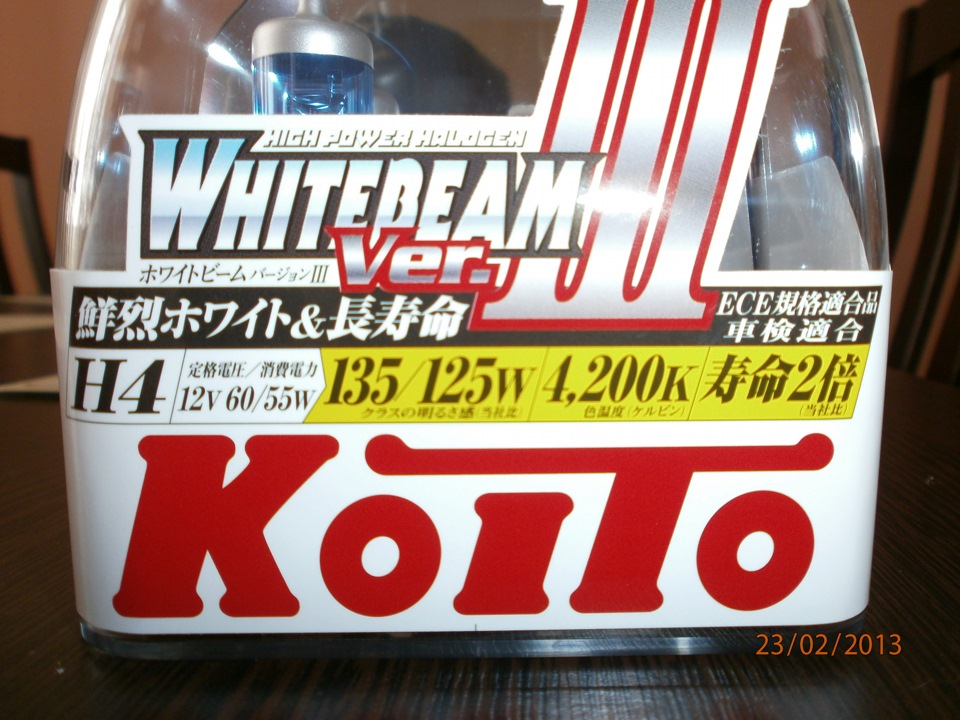 HIGH POWER HALOGEN
WHITEBEAM III
Ver.
ホワイトビーム バージョンIII
鮮烈ホワイト&長寿命
ECE規格適合品
車検適合
H4
定格電圧/消費電力
12V 60/55W
135/125W
クラスの明るさ感(当社比)
4,200K
色温度(ケルビン)
寿命2倍
(当社比)
KOITO
23/02/2013